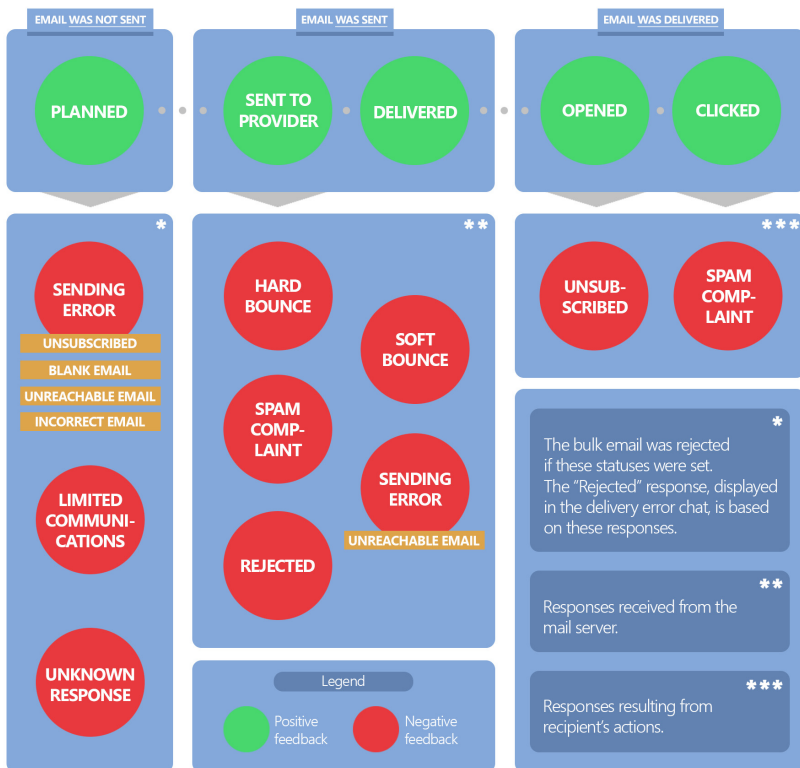 EMAIL WAS NOT SENT
EMAIL WAS SENT
EMAIL WAS DELIVERED
PLANNED
SENT TO
PROVIDER
DELIVERED
OPENED
CLICKED
*
SENDING
ERROR
UNSUBSCRIBED
BLANK EMAIL
UNREACHABLE EMAIL
INCORRECT EMAIL
LIMITED
COMMUNI-
CATIONS
UNKNOWN
RESPONSE
**
HARD
BOUNCE
SOFT
BOUNCE
SPAM
COMP-
LAINT
SENDING
ERROR
UNREACHABLE EMAIL
REJECTED
***
UNSUB-
SCRIBED
SPAM
COMP-
LAINT
*
The bulk email was rejected
if these statuses were set.
The "Rejected" response, displayed
in the delivery error chat, is based
on these responses.
**
Responses received from the
mail server.
***
Responses resulting from
recipient's actions.
Legend
Positive
feedback
Negative
feedback